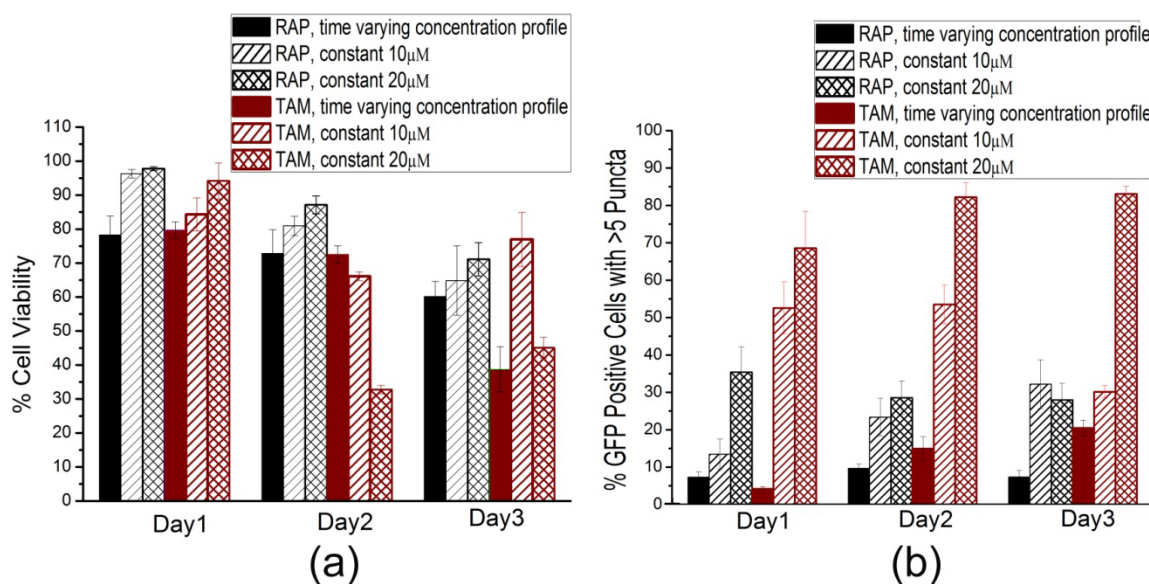 RAP, time varying concentration profile
RAP, constant 10µM
RAP, constant 20µM
TAM, time varying concentration profile
TAM, constant 10µM
TAM, constant 20µM
% Cell Viability
110
100
90
80
70
60
50
40
30
20
10
0
Day1
Day2
Day3
(a)
RAP, time varying concentration profile
RAP, constant 10µM
RAP, constant 20µM
TAM, time varying concentration profile
TAM, constant 10µM
TAM, constant 20µM
% GFP Positive Cells with >5 Puncta
100
90
80
70
60
50
40
30
20
10
0
Day1
Day2
Day3
(b)